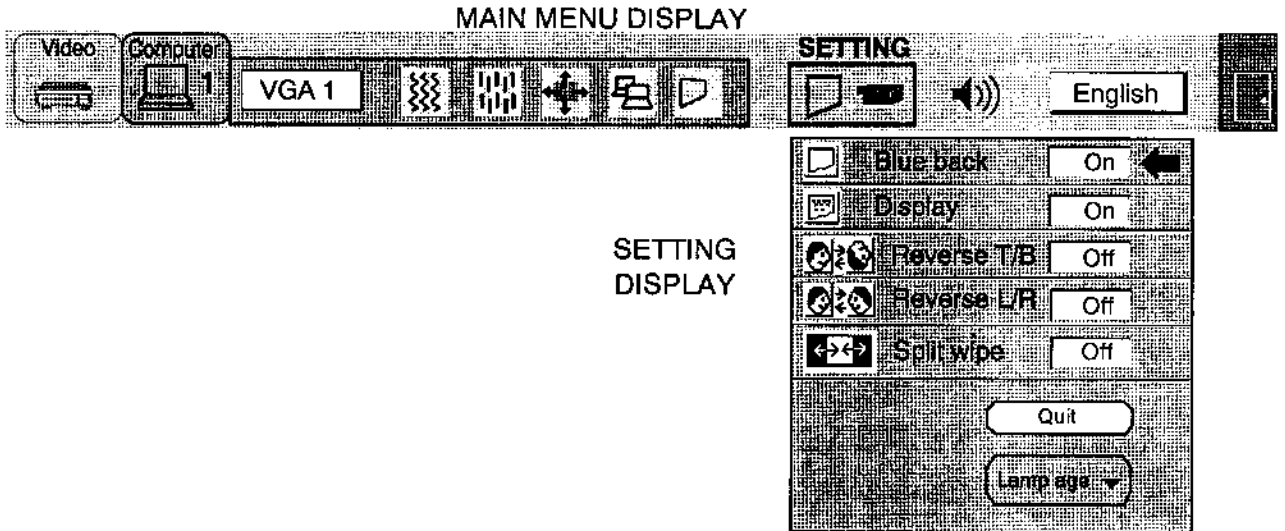 MAIN MENU DISPLAY
Video
Computer
1
VGA 1
SETTING
English
Blue back On
Display On
SETTING
DISPLAY
Reverse T/B Off
Reverse L/R Off
Split wipe Off
Quit
Lamp age